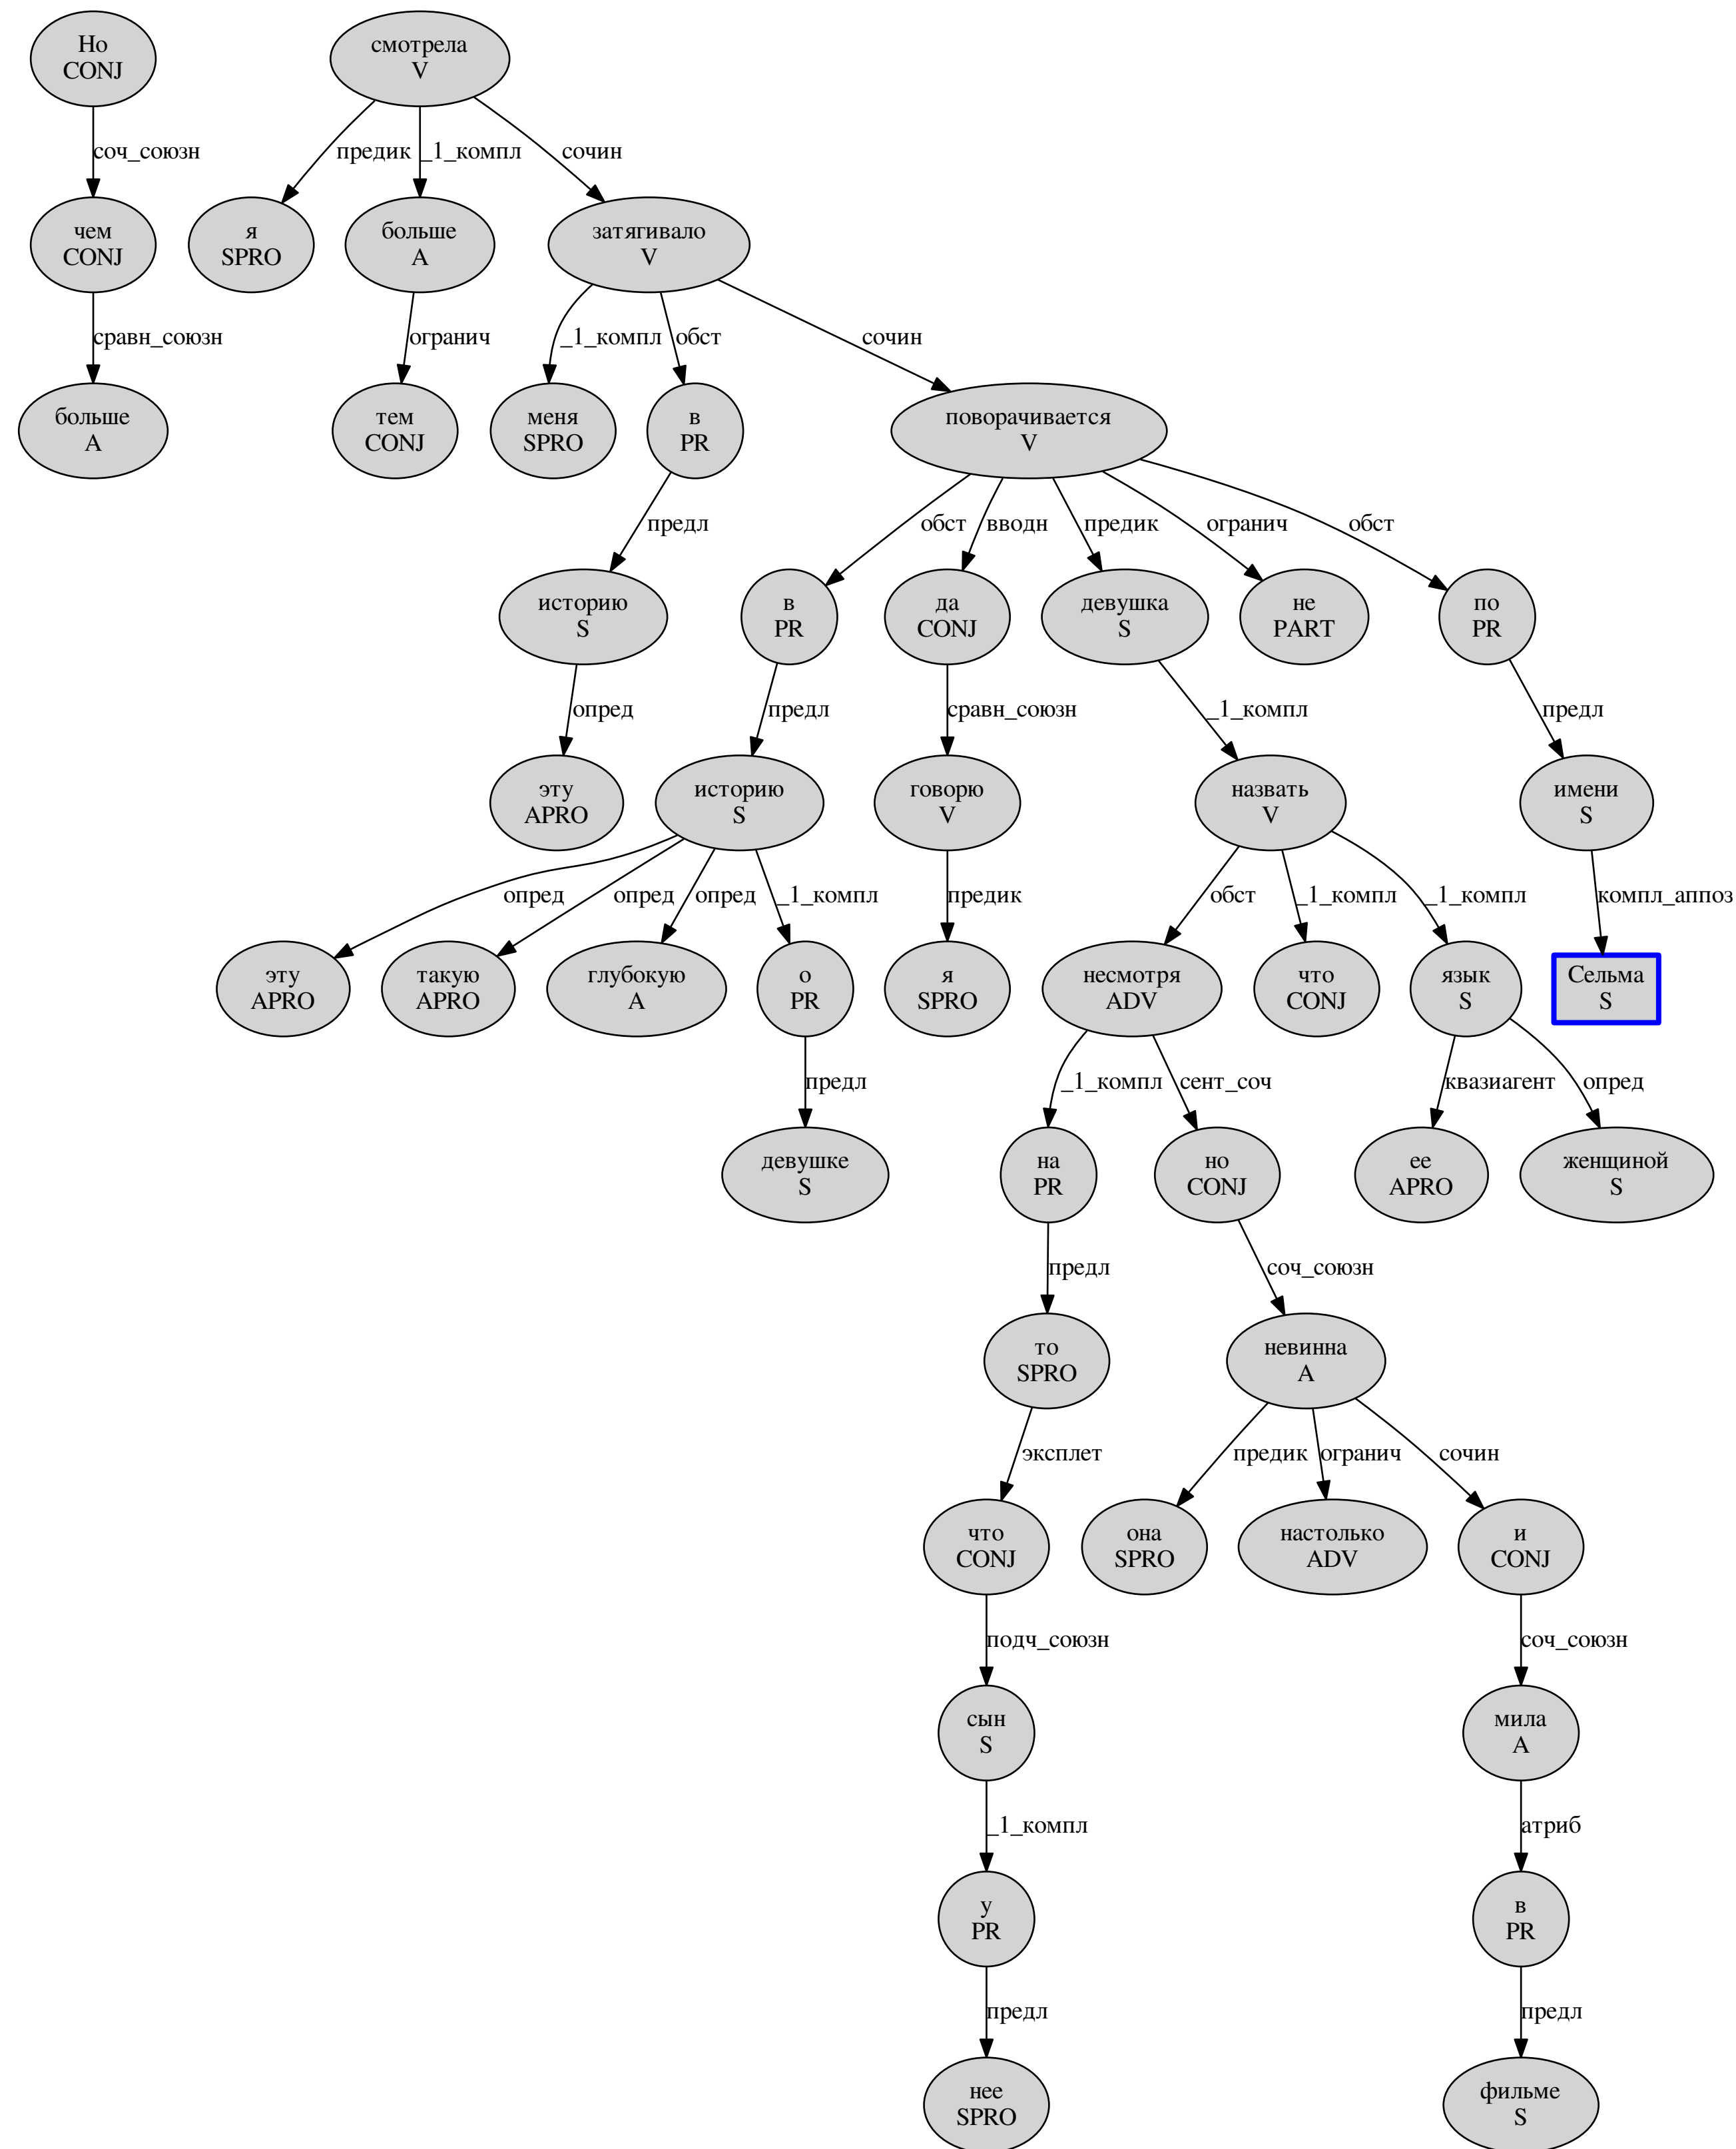 Но
CONJ
смотрела
V
соч_союзн
предик
_1_компл
сочин
чем
CONJ
я
SPRO
больше
A
затягивало
V
сравн_союзн
огранич
_1_компл
обст
сочин
больше
A
тем
CONJ
меня
SPRO
в
PR
поворачивается
V
предл
обст
вводн
предик
огранич
обст
историю
S
в
PR
да
CONJ
девушка
S
не
PART
по
PR
опред
предл
сравн_союзн
_1_компл
предл
эту
APRO
историю
S
говорю
V
назвать
V
имени
S
опред
опред
опред
_1_компл
предик
обст
_1_компл
_1_компл
компл_аппоз
эту
APRO
такую
APRO
глубокую
A
о
PR
я
SPRO
несмотря
ADV
что
CONJ
язык
S
Сельма
S
предл
_1_компл
сент_соч
квазиагент
опред
девушке
S
на
PR
но
CONJ
ее
APRO
женщиной
S
предл
соч_союзн
то
SPRO
невинна
A
эксплет
предик
огранич
сочин
что
CONJ
она
SPRO
настолько
ADV
и
CONJ
подч_союзн
соч_союзн
сын
S
мила
A
_1_компл
атриб
у
PR
в
PR
предл
предл
нее
SPRO
фильме
S